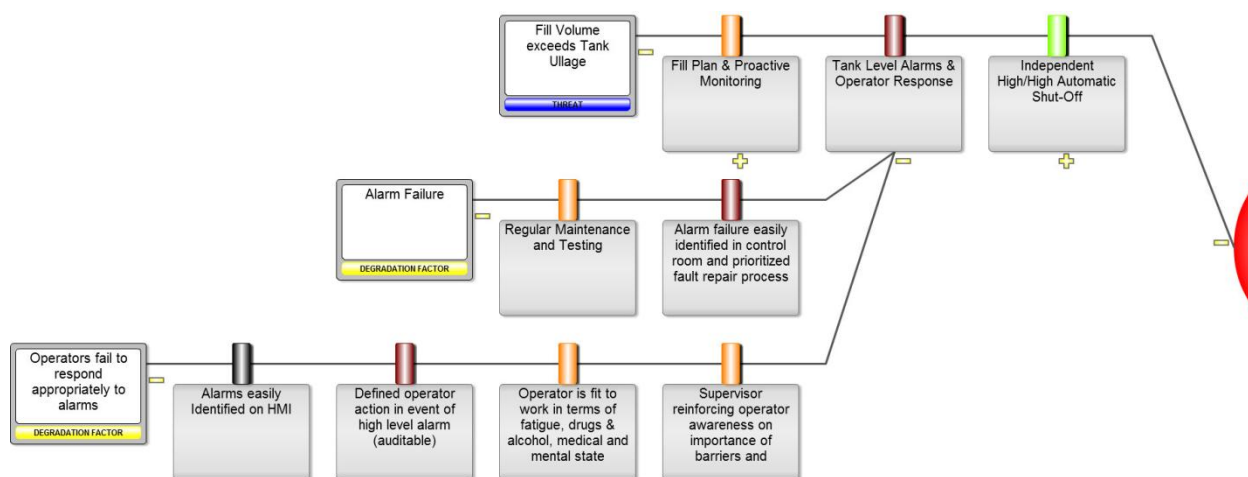 Fill Volume
exceeds Tank
Ullage
THREAT
Fill Plan & Proactive
Monitoring
Tank Level Alarms &
Operator Response
Independent
High/High Automatic
Shut-Off
Alarm Failure
DEGRADATION FACTOR
Regular Maintenance
and Testing
Alarm failure easily
identified in control
room and prioritized
fault repair process
Operators fail to
respond
appropriately to
alarms
DEGRADATION FACTOR
Alarms easily
Identified on HMI
Defined operator
action in event of
high level alarm
(auditable)
Operator is fit to
work in terms of
fatigue, drugs &
alcohol, medical and
mental state
Supervisor
reinforcing operator
awareness on
importance of
barriers and